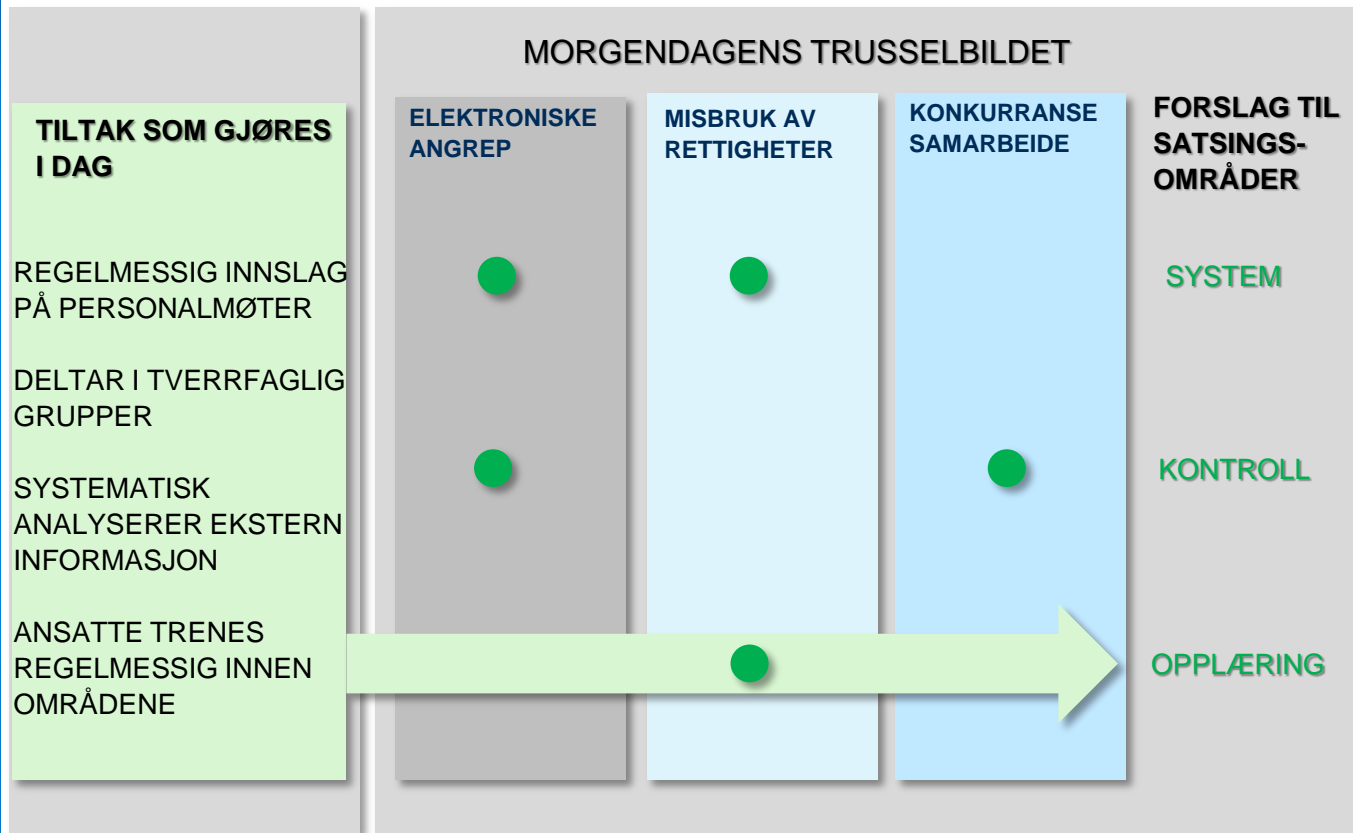 MORGENDAGENS TRUSSELBILDET
TILTAK SOM GJØRES
I DAG
REGELMESSIG INNSLAG
PÅ PERSONALMØTER
DELTAR I TVERRFAGLIG
GRUPPER
SYSTEMATISK
ANALYSERER EKSTERN
INFORMASJON
ANSATTE TRENES
REGELMESSIG INNEN
OMRÅDENE
ELEKTRONISKE
ANGREP
MISBRUK AV
RETTIGHETER
KONKURRANSE
SAMARBEIDE
FORSLAG TIL
SATSINGS-
OMRÅDER
SYSTEM
KONTROLL
OPPLÆRING